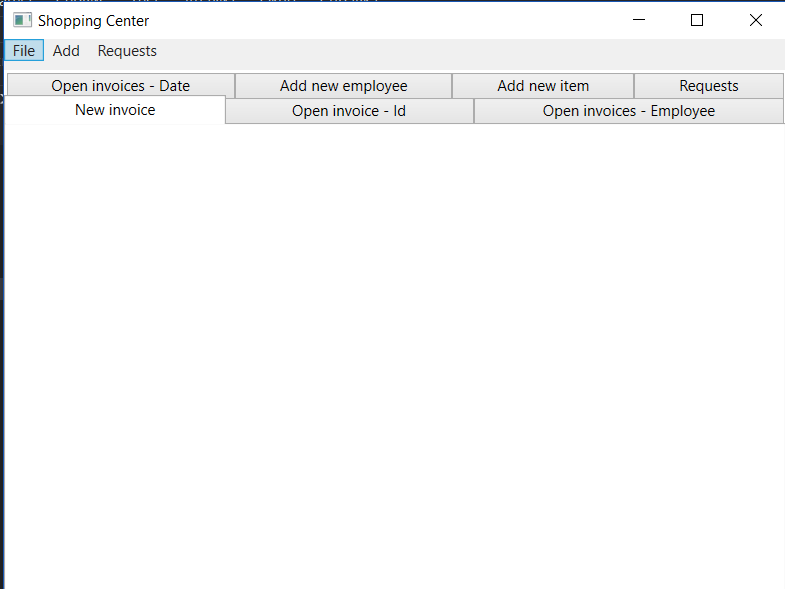 Shopping Center
File Add Requests
Open invoices - Date Add new employee Add new item Requests
New invoice Open invoice - Id Open invoices - Employee